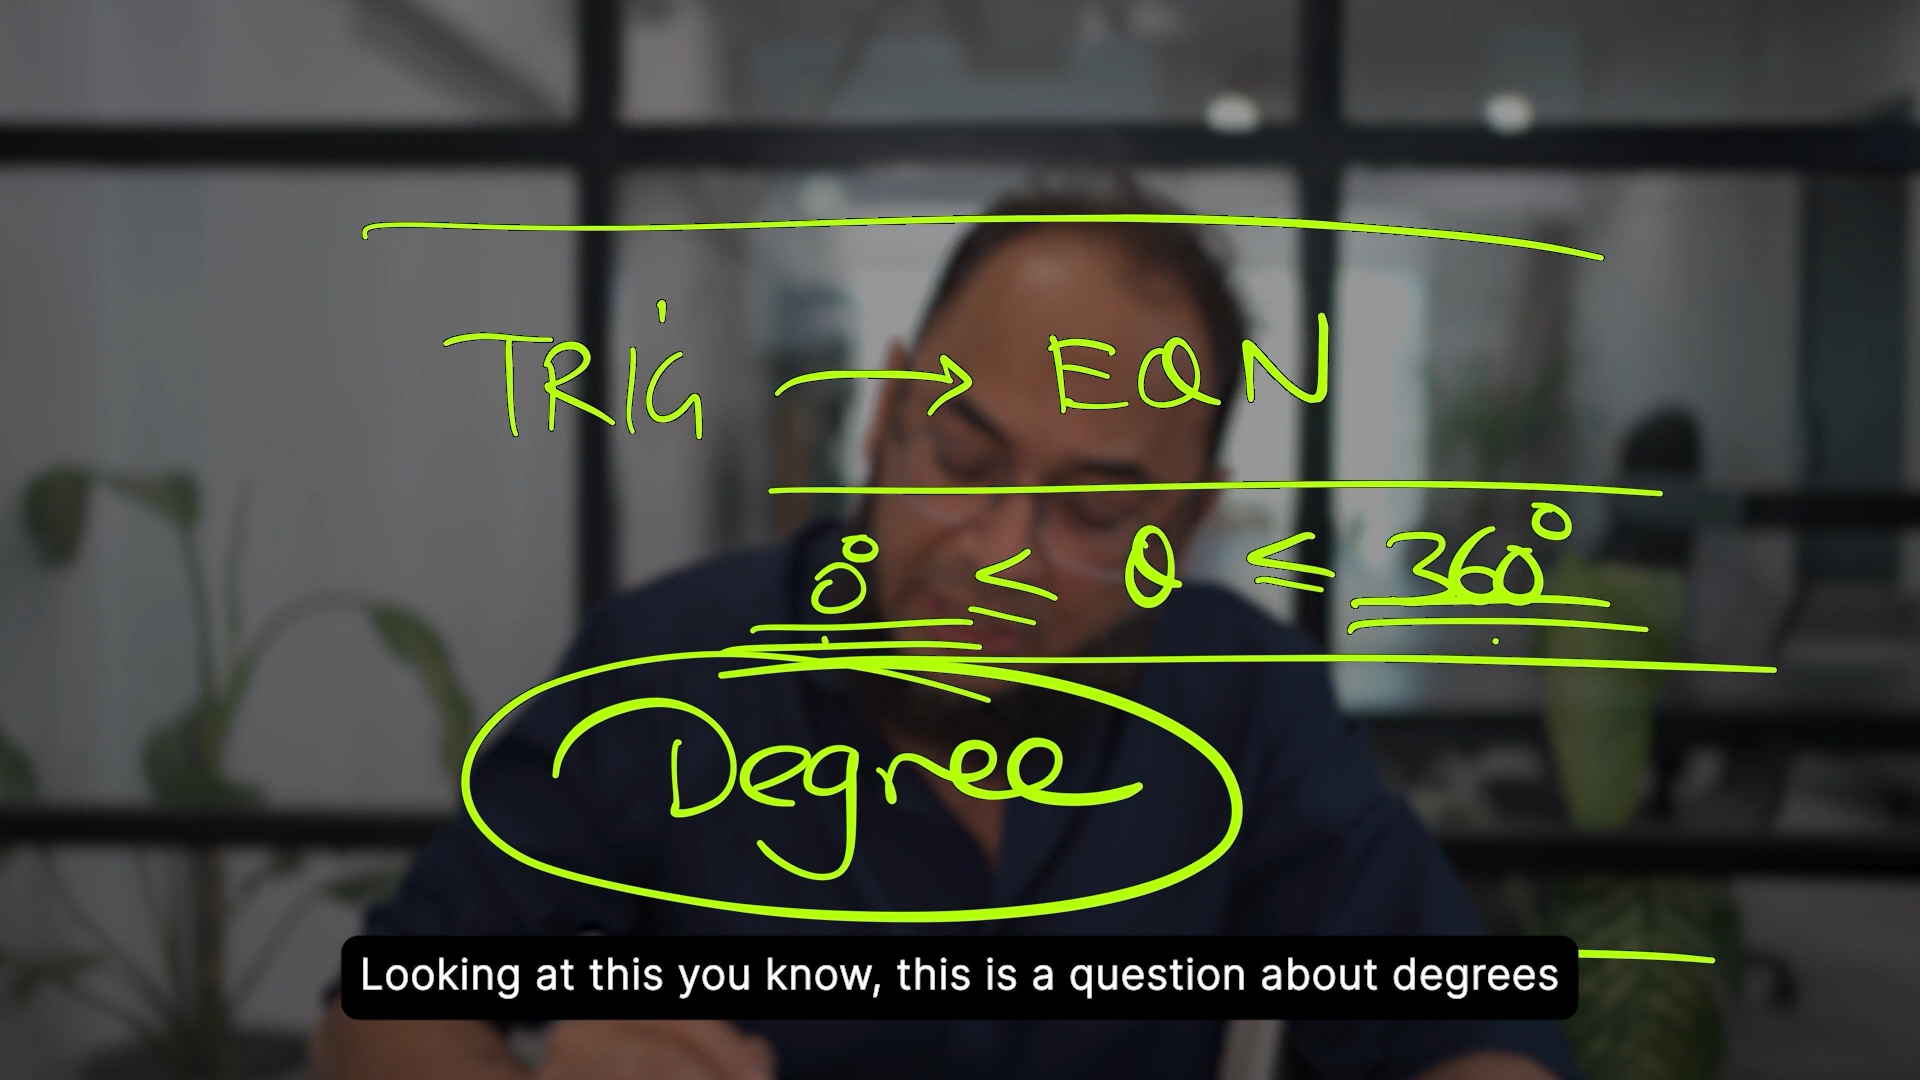 TRIG → EQN
0° ≤ θ ≤ 360°
Degree
Looking at this you know, this is a question about degrees